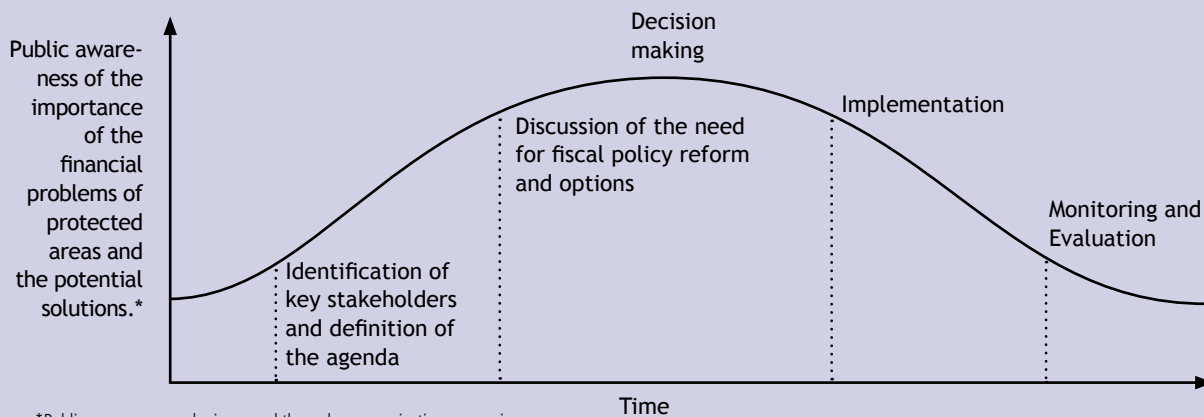 Public aware-
ness of the
importance
of the
financial
problems of
protected
areas and
the potential
solutions.*
Identification of
key stakeholders
and definition of
the agenda
Discussion of the need
for fiscal policy reform
and options
Decision
making
Implementation
Monitoring and
Evaluation
Time